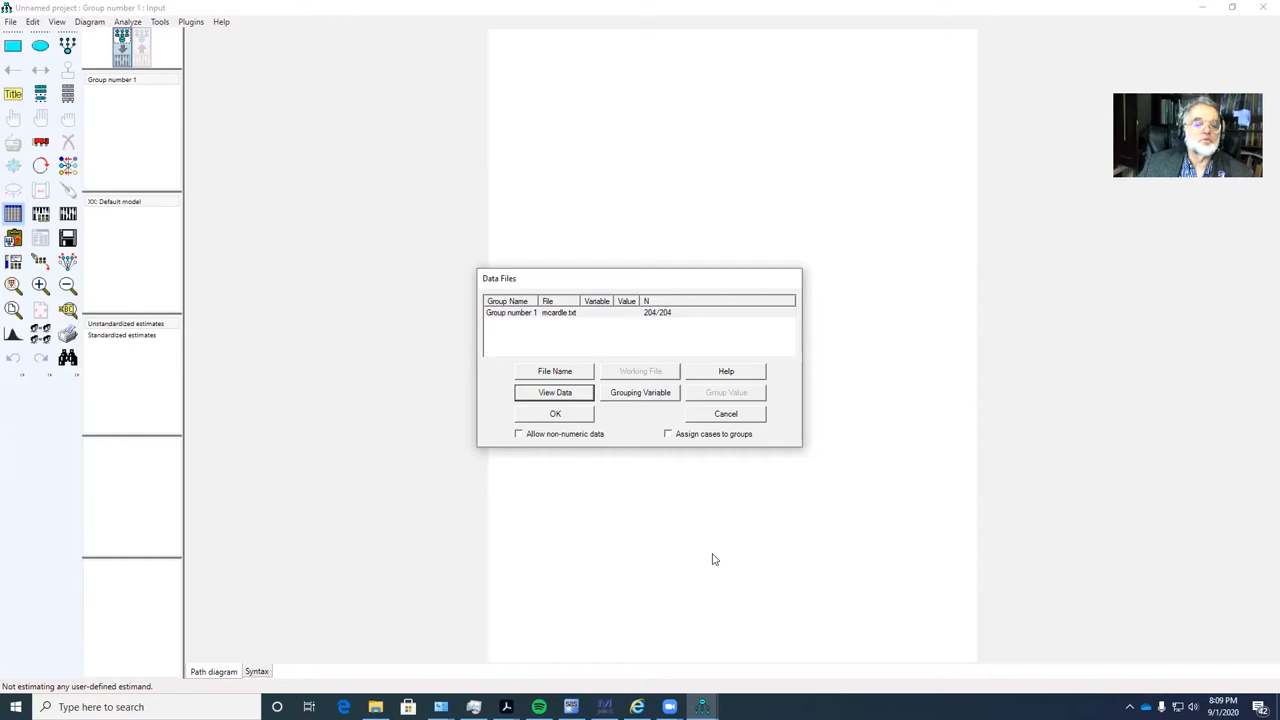 Unnamed project : Group number 1 : Input
File Edit View Diagram Analyze Tools Plugins Help
Title
Group number 1
XX: Default model
Unstandardized estimates
Standardized estimates
Data Files
Group Name File Variable Value N
Group number 1 mcardle.txt 204/204
File Name Working File Help
View Data Grouping Variable Group Value
OK Cancel
Allow non-numeric data Assign cases to groups
Path diagram Syntax
Not estimating any user-defined estimand.
Type here to search
8:09 PM
9/1/2020